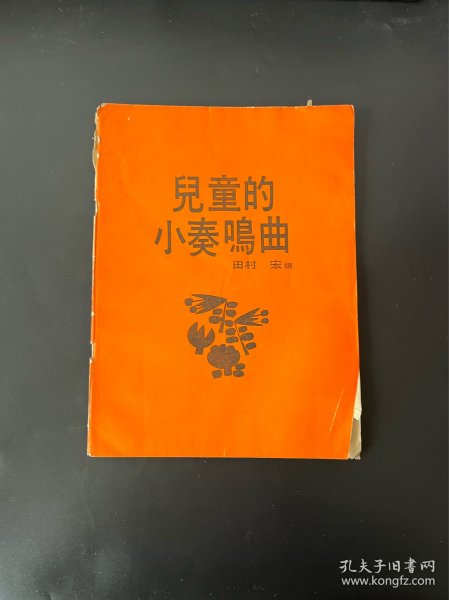 兒童的
小奏鳴曲
田村 宏 編
孔夫子旧书网
www.kongfz.com